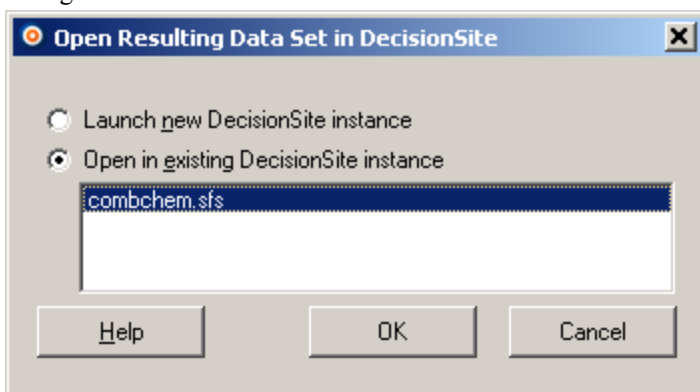 Open Resulting Data Set in DecisionSite
Launch new DecisionSite instance
Open in existing DecisionSite instance
combchem.sfs
Help
OK
Cancel